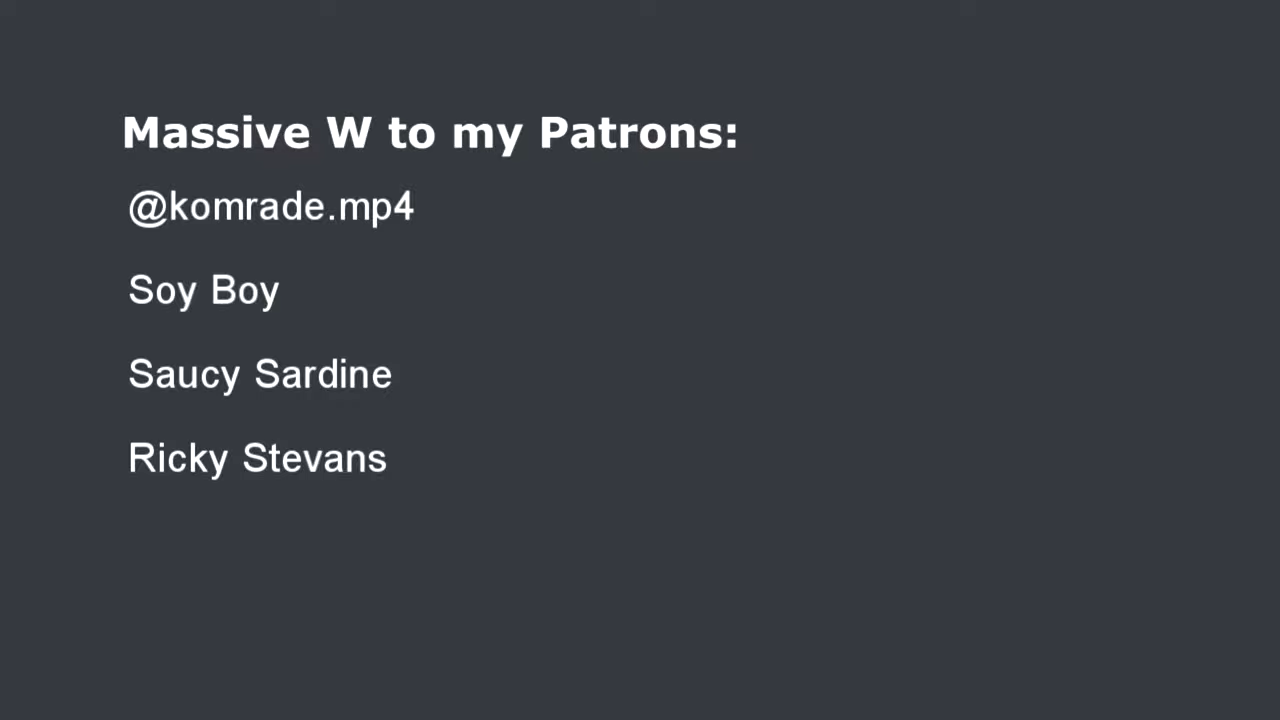 Massive W to my Patrons:
@komrade.mp4
Soy Boy
Saucy Sardine
Ricky Stevans